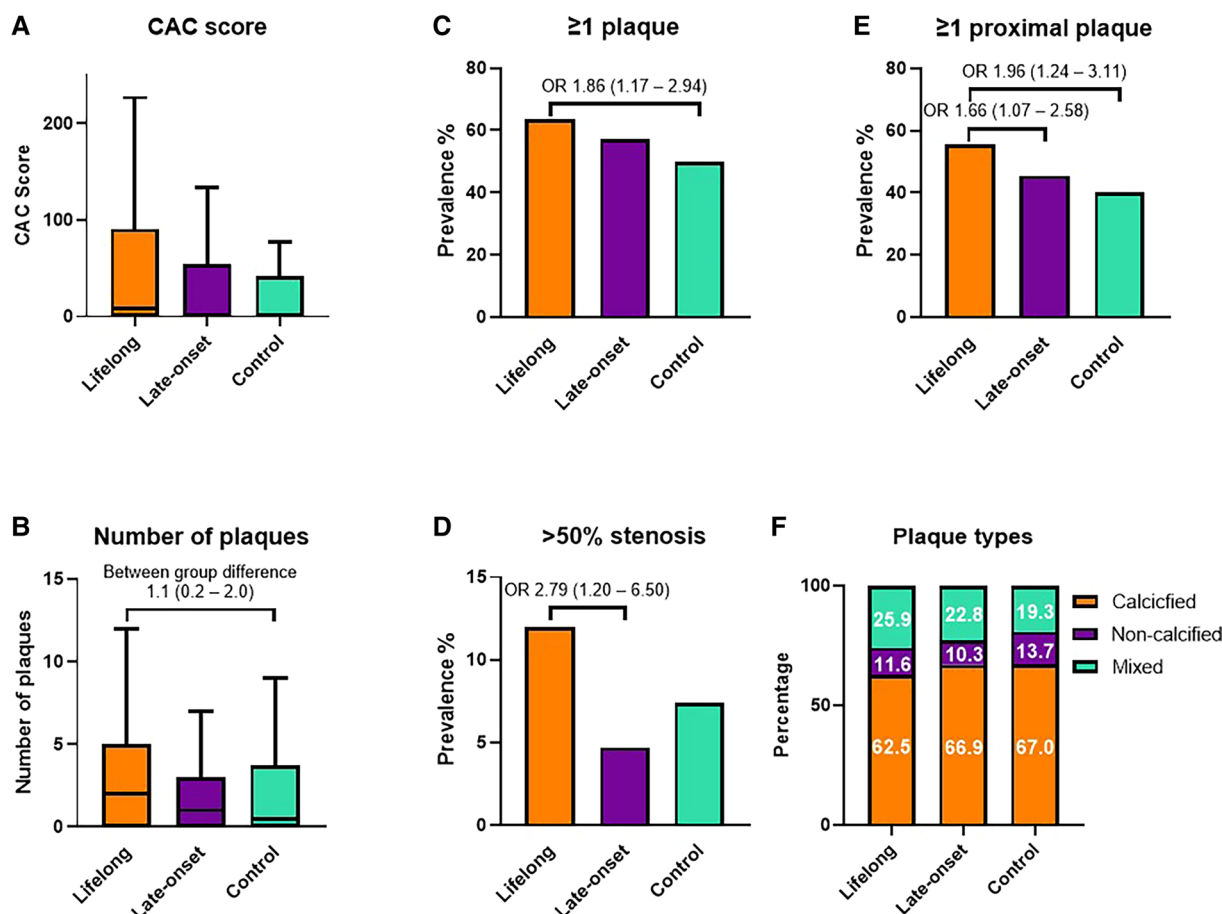 A
CAC score
CAC Score
200
100
0
Lifelong
Late-onset
Control
C
≥1 plaque
OR 1.86 (1.17 – 2.94)
Prevalence %
80
60
40
20
0
Lifelong
Late-onset
Control
E
≥1 proximal plaque
OR 1.96 (1.24 – 3.11)
OR 1.66 (1.07 – 2.58)
Prevalence %
80
60
40
20
0
Lifelong
Late-onset
Control
B
Number of plaques
Between group difference
1.1 (0.2 – 2.0)
Number of plaques
15
10
5
0
Lifelong
Late-onset
Control
D
>50% stenosis
OR 2.79 (1.20 – 6.50)
Prevalence %
15
10
5
0
Lifelong
Late-onset
Control
F
Plaque types
Percentage
100
50
0
25.9
22.8
19.3
11.6
10.3
13.7
62.5
66.9
67.0
Lifelong
Late-onset
Control
Calcicfied
Non-calcified
Mixed